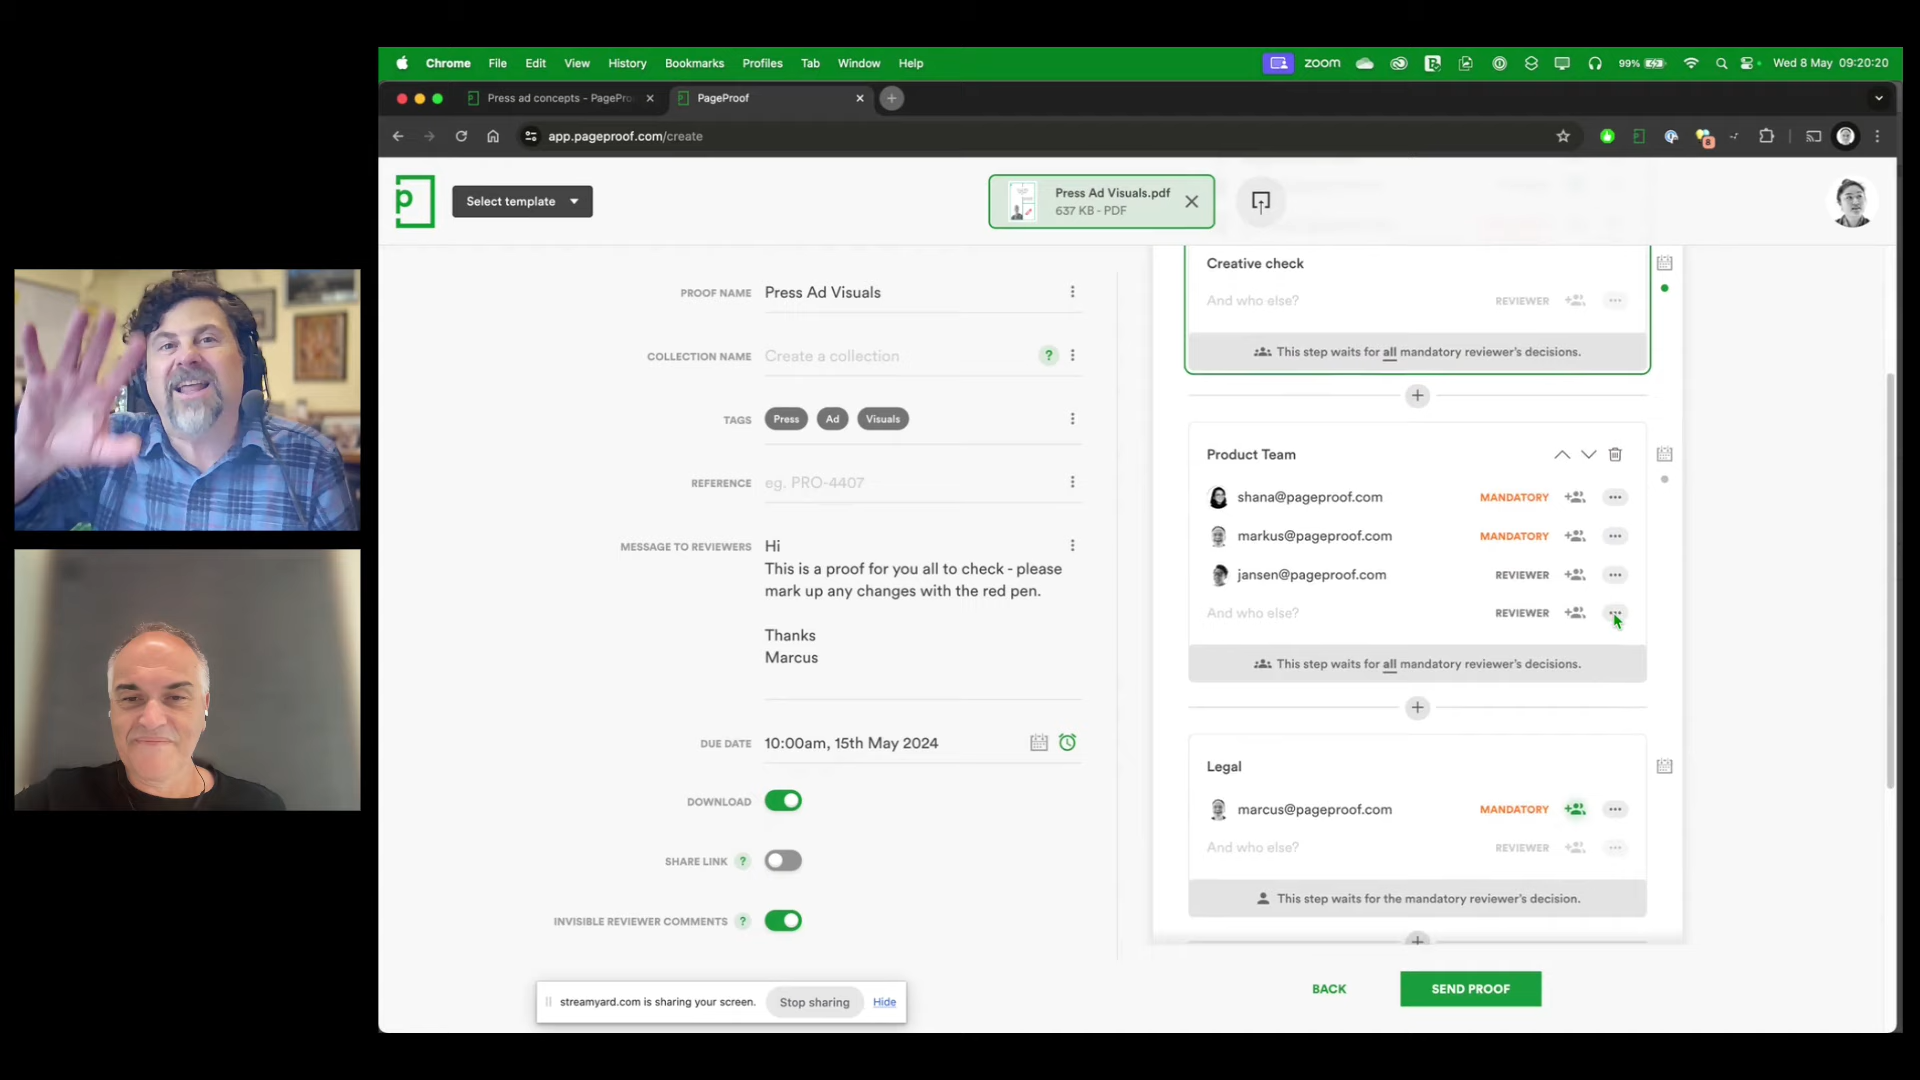 Chrome File Edit View History Bookmarks Profiles Tab Window Help
zoom 99% Wed 8 May 09:20:20
Press ad concepts - PagePro
PageProof
app.pageproof.com/create
8
p
Select template
Press Ad Visuals.pdf
637 KB - PDF
PROOF NAME Press Ad Visuals
COLLECTION NAME Create a collection ?
TAGS Press Ad Visuals
REFERENCE eg. PRO-4407
MESSAGE TO REVIEWERS Hi
This is a proof for you all to check - please
mark up any changes with the red pen.
Thanks
Marcus
DUE DATE 10:00am, 15th May 2024
DOWNLOAD
SHARE LINK ?
INVISIBLE REVIEWER COMMENTS ?
Creative check
And who else? REVIEWER
This step waits for all mandatory reviewer's decisions.
Product Team
shana@pageproof.com MANDATORY
markus@pageproof.com MANDATORY
jansen@pageproof.com REVIEWER
And who else? REVIEWER
This step waits for all mandatory reviewer's decisions.
Legal
marcus@pageproof.com MANDATORY
And who else? REVIEWER
This step waits for the mandatory reviewer's decision.
BACK SEND PROOF
streamyard.com is sharing your screen. Stop sharing Hide